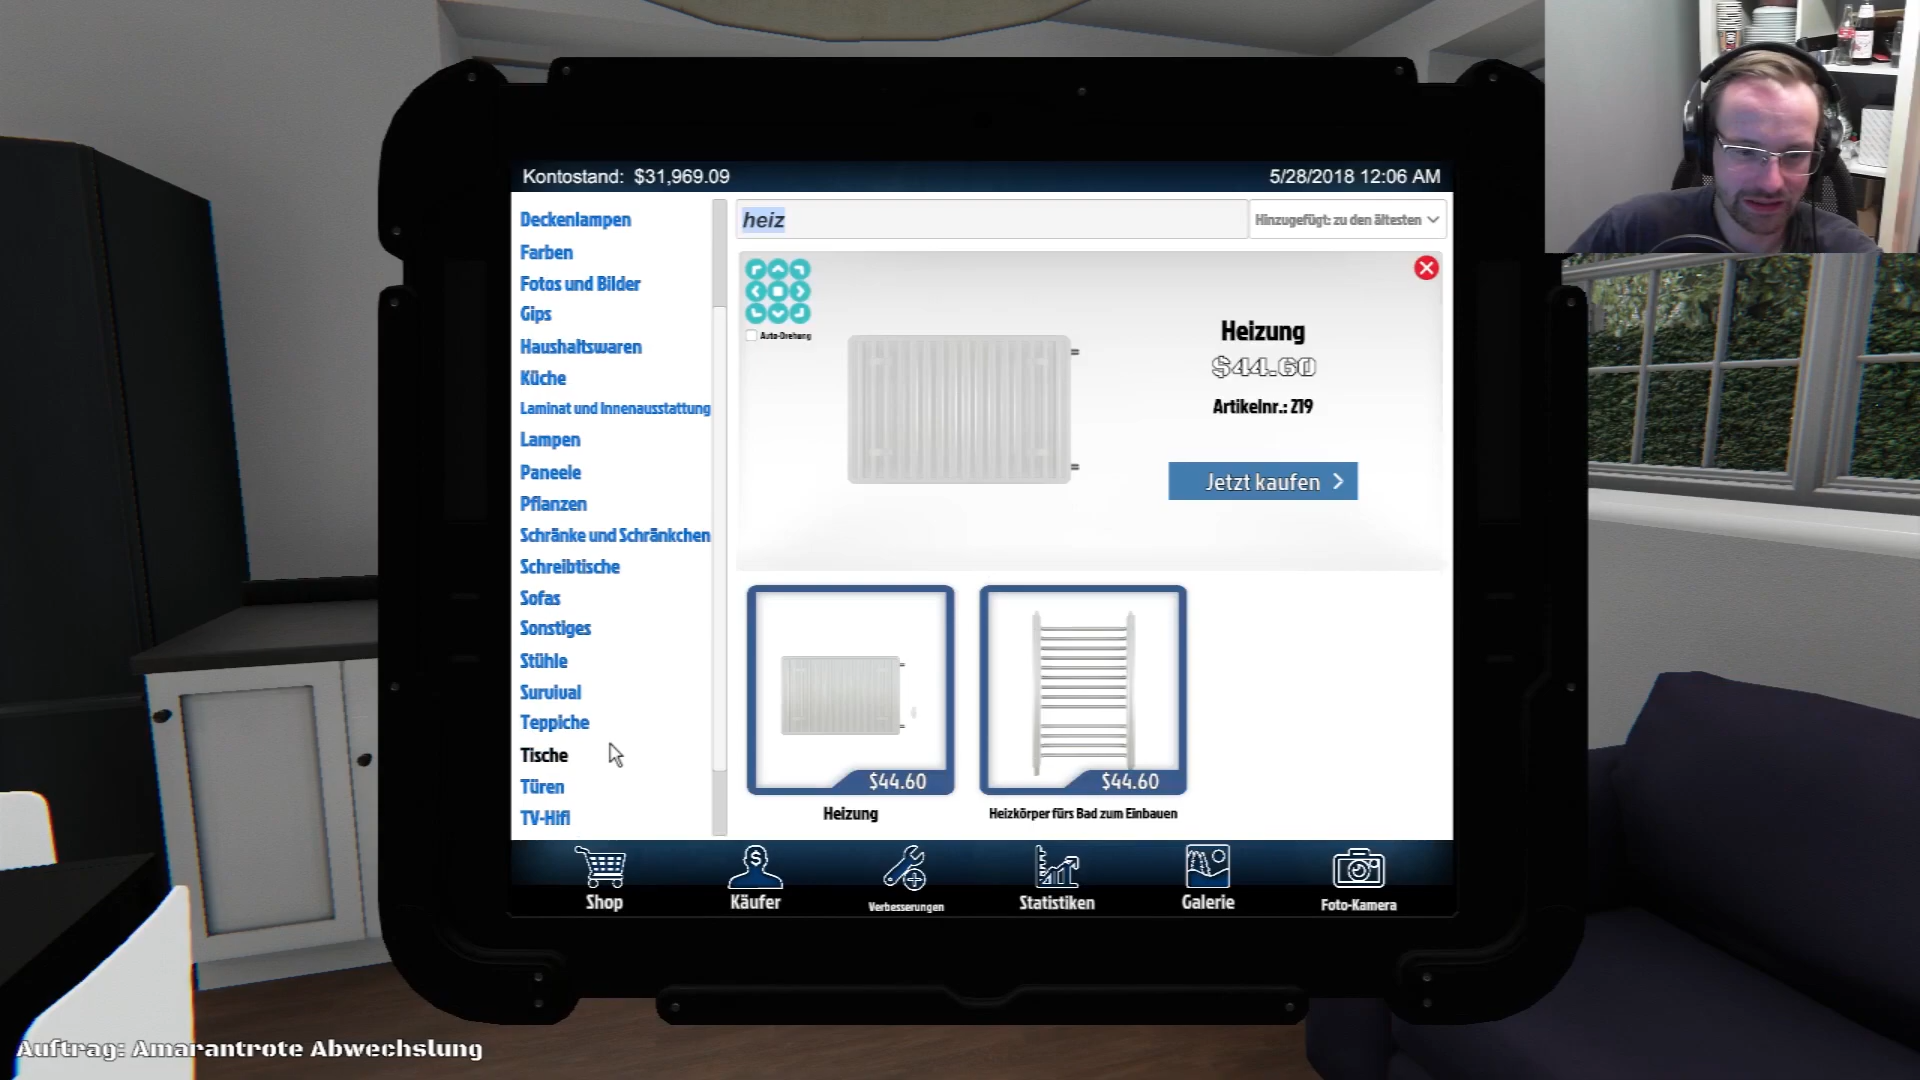 Kontostand: $31,969.09
5/28/2018 12:06 AM
Deckenlampen
Farben
Fotos und Bilder
Gips
Haushaltswaren
Küche
Laminat und Innenausstattung
Lampen
Paneele
Pflanzen
Schränke und Schränkchen
Schreibtische
Sofas
Sonstiges
Stühle
Survival
Teppiche
Tische
Türen
TV-Hifi
heiz
Hinzugefügt: zu den ältesten
Auto-Drehung
Heizung
$44.60
Artikelnr.: Z19
Jetzt kaufen
$44.60
Heizung
$44.60
Heizkörper fürs Bad zum Einbauen
Shop
Käufer
Verbesserungen
Statistiken
Galerie
Foto-Kamera
Auftrag: Amarantrote Abwechslung